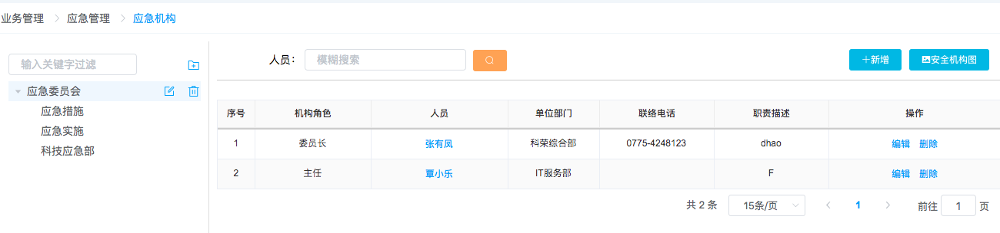 业务管理 > 应急管理 > 应急机构
输入关键字过滤
应急委员会
应急措施
应急实施
科技应急部
人员: 模糊搜索 +新增 安全机构图
序号 机构角色 人员 单位部门 联络电话 职责描述 操作
1 委员长 张有凤 科荣综合部 0775-4248123 dhao 编辑 删除
2 主任 覃小乐 IT服务部 F 编辑 删除
共 2 条 15条/页 < 1 > 前往 1 页